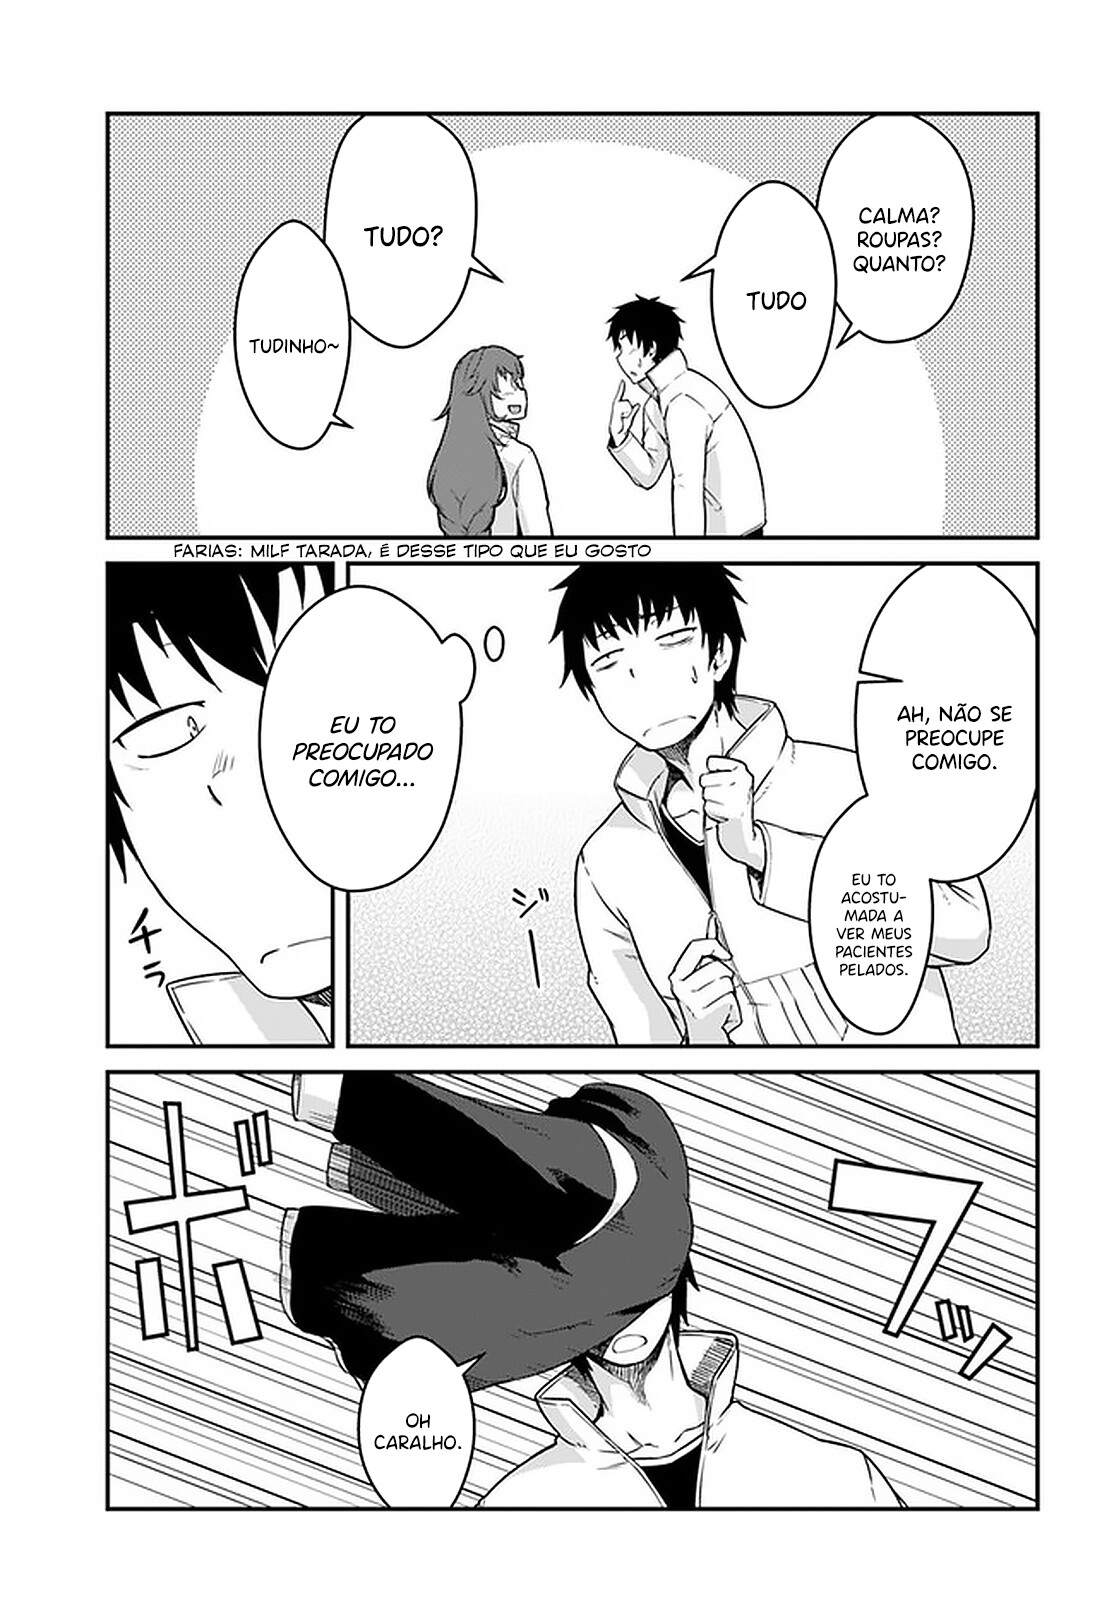 CALMA?
ROUPAS?
QUANTO?
TUDO
TUDO?
TUDINHO~
FARIAS: MILF TARADA, É DESSE TIPO QUE EU GOSTO
AH, NÃO SE
PREOCUPE
COMIGO.
EU TO
ACOSTU-
MADA A
VER MEUS
PACIENTES
PELADOS.
ジー
EU TO
PREOCUPADO
COMIGO...
チラ
ブワッ
ボ
OH
CARALHO.